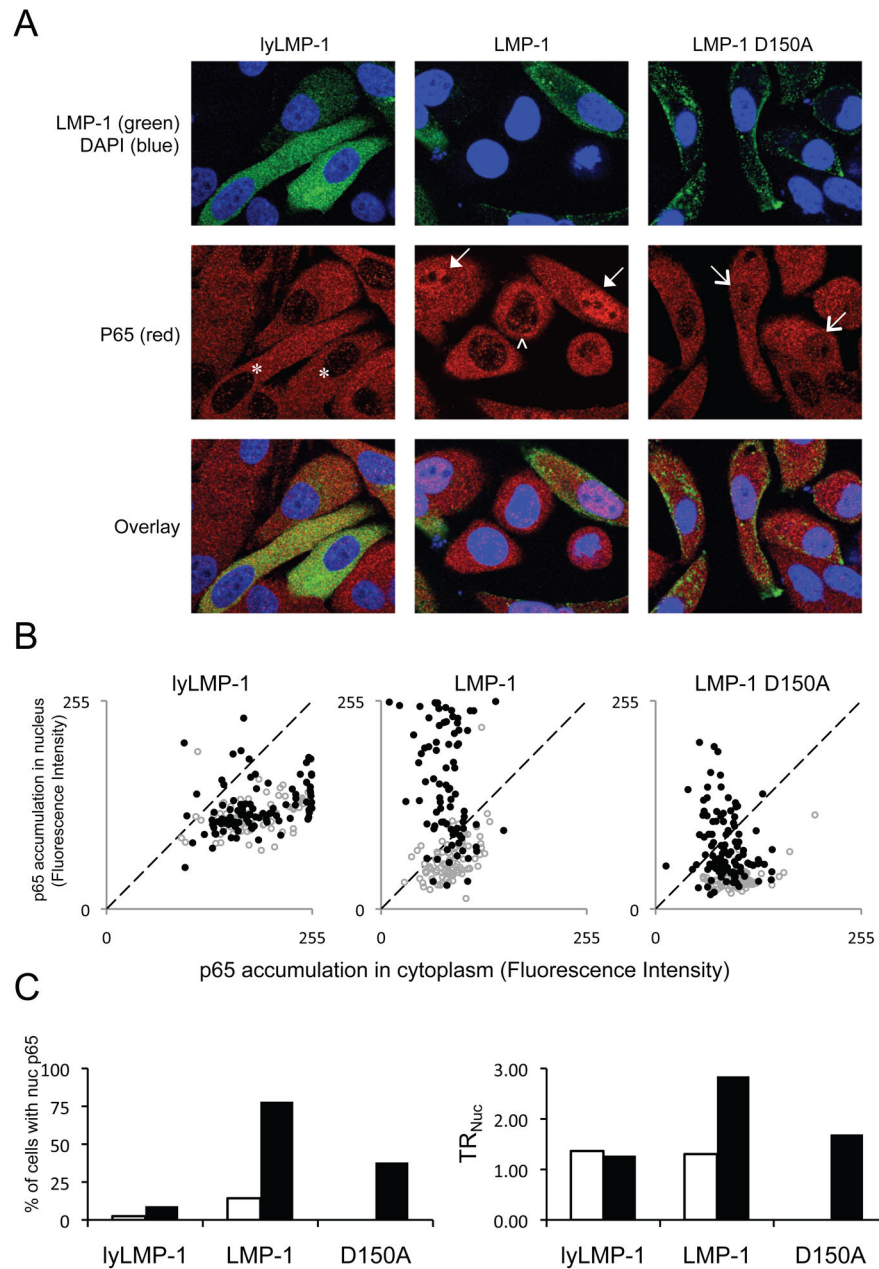 A
lyLMP-1 LMP-1 LMP-1 D150A
LMP-1 (green)
DAPI (blue)
P65 (red)
* * ^
Overlay
B
lyLMP-1 LMP-1 LMP-1 D150A
p65 accumulation in nucleus
(Fluorescence Intensity)
255 255 255
0 0 0
0 255 0 255 0 255
p65 accumulation in cytoplasm (Fluorescence Intensity)
C
% of cells with nuc p65
100
75
50
25
0
lyLMP-1 LMP-1 D150A
TRNuc
3.00
2.00
1.00
0.00
lyLMP-1 LMP-1 D150A